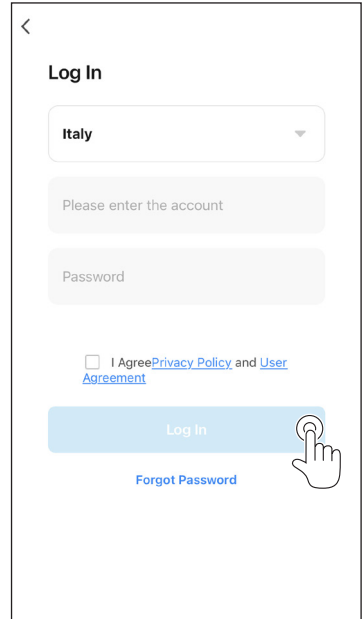 Log In
Italy
Please enter the account
Password
I AgreePrivacy Policy and User
Agreement
Log In
Forgot Password